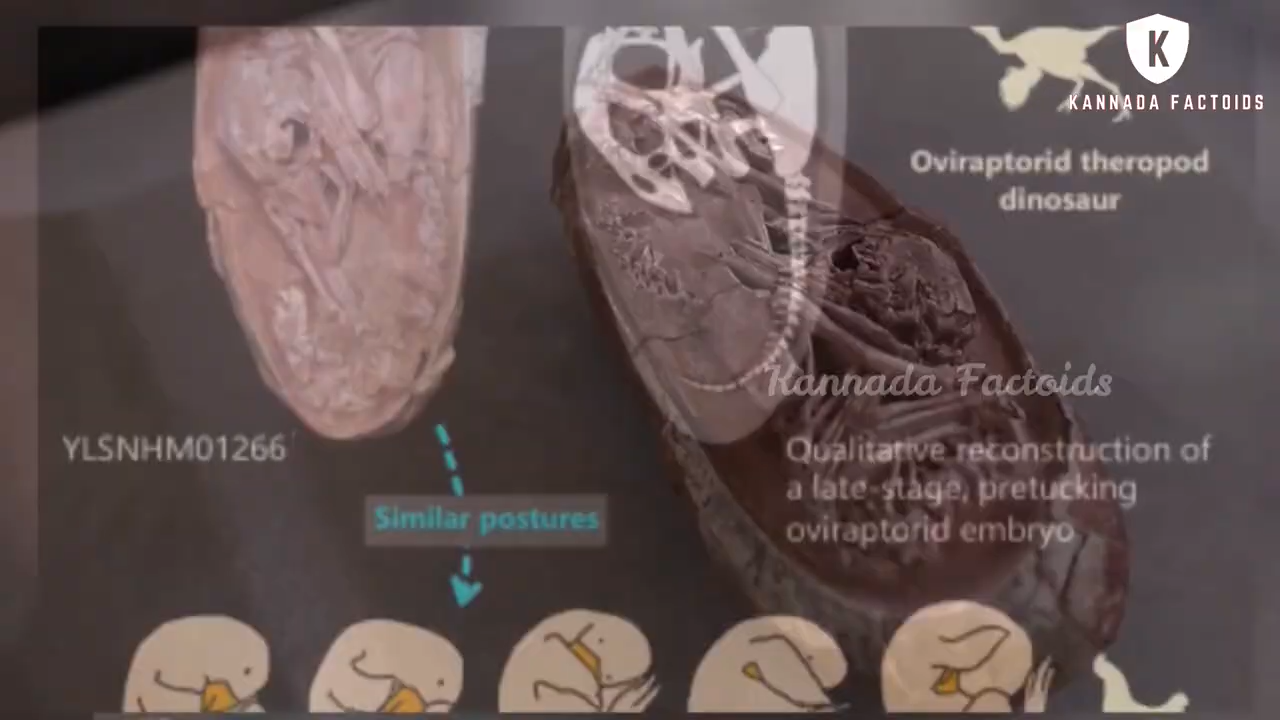 K
KANNADA FACTOIDS
Oviraptorid theropod
dinosaur
Kannada Factoids
YLSNHM01266
Qualitative reconstruction of
a late-stage, pretucking
oviraptorid embryo
Similar postures